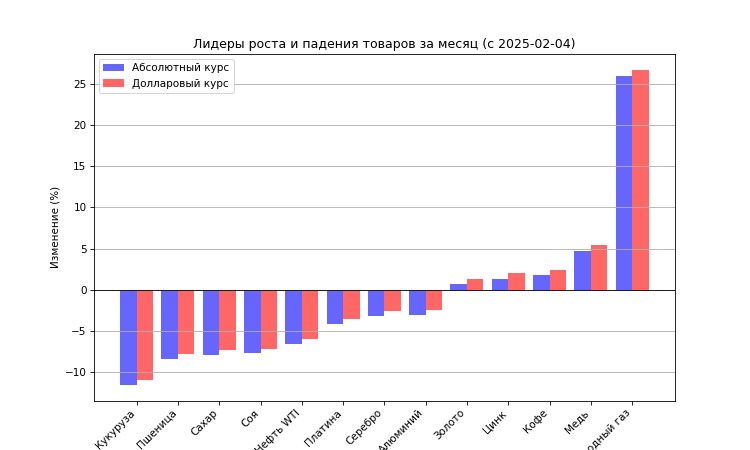 Лидеры роста и падения товаров за месяц (с 2025-02-04)
Абсолютный курс
Долларовый курс
Изменение (%)
25
20
15
10
5
0
−5
−10
Кукуруза
Пшеница
Сахар
Соя
Нефть WTI
Платина
Серебро
Алюминий
Золото
Цинк
Кофе
Медь
газ